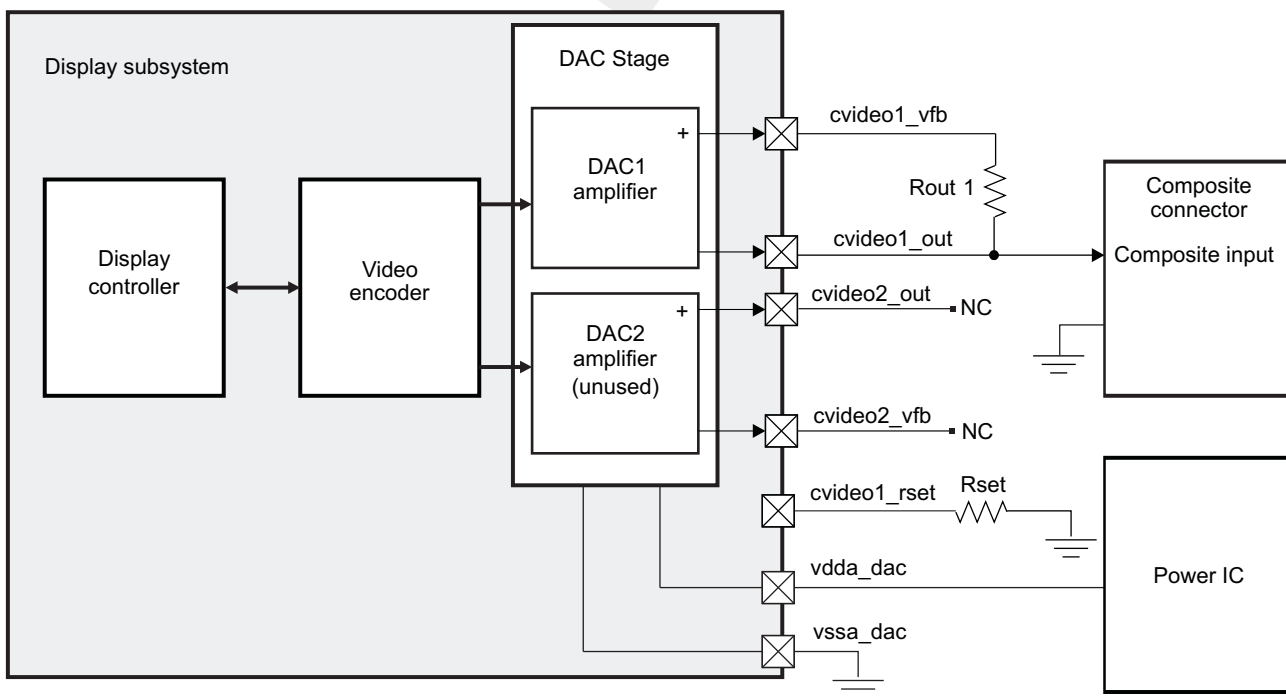 Display subsystem
DAC Stage
Display
controller
Video
encoder
+
DAC1
amplifier
+
DAC2
amplifier
(unused)
cvideo1_vfb
Rout 1
cvideo1_out
cvideo2_out
NC
cvideo2_vfb
NC
cvideo1_rset
Rset
vdda_dac
vssa_dac
Composite
connector
Composite input
Power IC